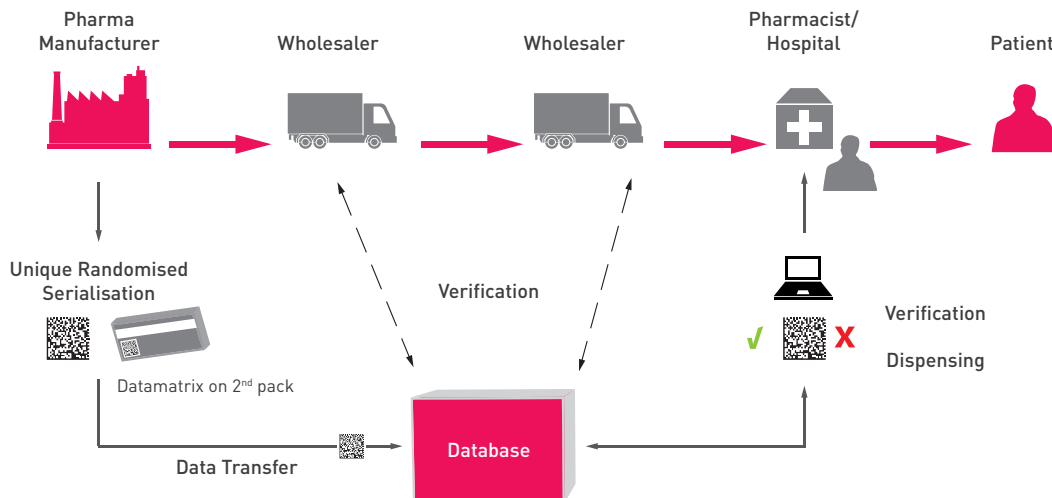 Pharma
Manufacturer
Wholesaler
Wholesaler
Pharmacist/
Hospital
Patient
Unique Randomised
Serialisation
Datamatrix on 2nd pack
Verification
Verification
Dispensing
Data Transfer
Database